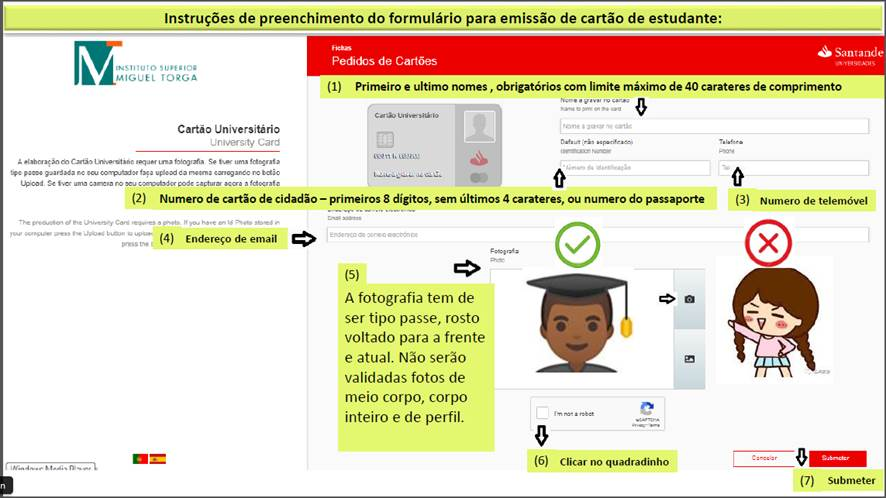 Instruções de preenchimento do formulário para emissão de cartão de estudante:
INSTITUTO SUPERIOR
MIGUEL TORGA
Fichas
Pedidos de Cartões
Santander
UNIVERSIDADES
(1) Primeiro e ultimo nomes , obrigatórios com limite máximo de 40 carateres de comprimento
Cartão Universitário
University Card
A elaboração do Cartão Universitário requer uma fotografia. Se tiver uma fotografia
tipo passe guardada no seu computador faça upload da mesma carregando no botão
Upload. Se tiver uma camera no seu computador pode capturar agora a fotografia
The production of the University Card requires a photo. If you have an Id Photo stored in
your computer press the Upload button to
press the
Cartão Universitário
Nome a gravar no cartão
Name to print on the card
Nome a gravar no cartão
Default (não especificado)
Identification Number
Número de Identificação
Telefone
Phone
Tel
(2) Numero de cartão de cidadão – primeiros 8 dígitos, sem últimos 4 carateres, ou numero do passaporte
(3) Numero de telemóvel
Email address
Endereço de correio electrónico
(4) Endereço de email
Fotografia
Photo
(5)
A fotografia tem de
ser tipo passe, rosto
voltado para a frente
e atual. Não serão
validadas fotos de
meio corpo, corpo
inteiro e de perfil.
I'm not a robot
reCAPTCHA
Privacy - Terms
(6) Clicar no quadradinho
Cancelar
Submeter
(7) Submeter
Windows Media Player